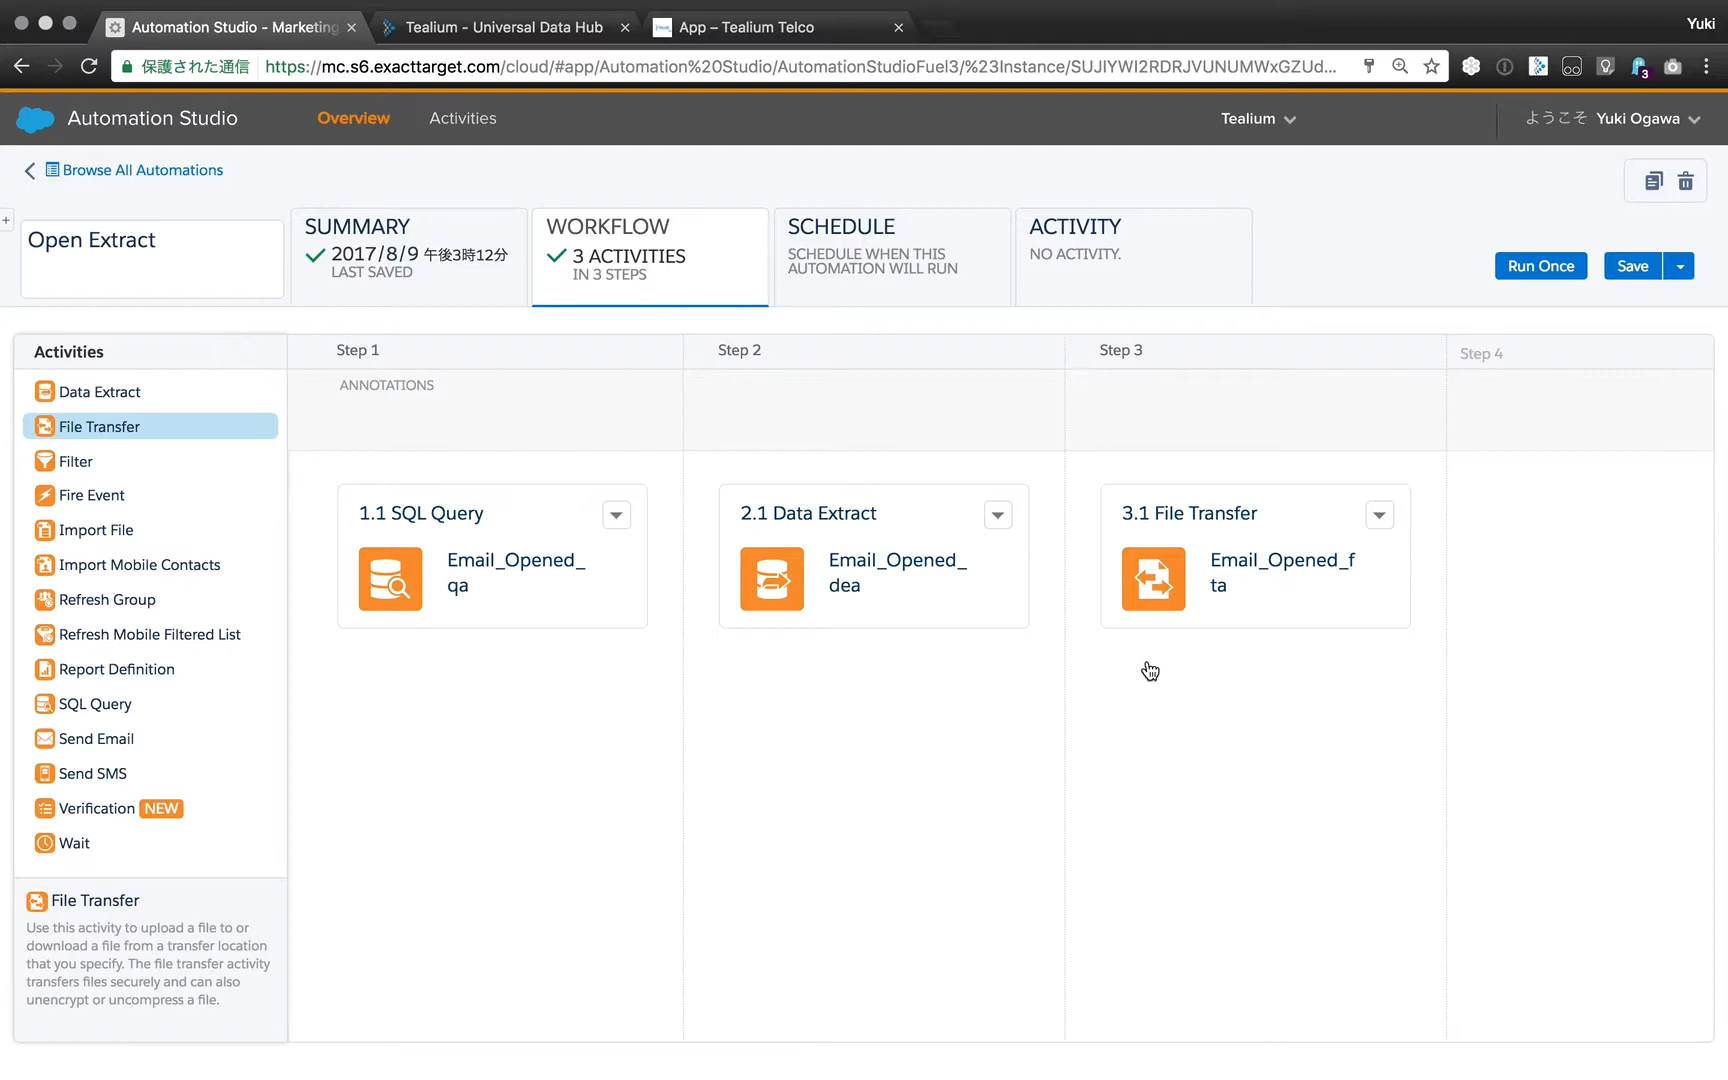 Automation Studio - Marketing
Tealium - Universal Data Hub
App – Tealium Telco
Yuki
保護された通信
https://mc.s6.exacttarget.com/cloud/#app/Automation%20Studio/AutomationStudioFuel3/%23Instance/SUJIYWI2RDRJVUNUMWxGZUd...
3
Automation Studio
Overview
Activities
Tealium
ようこそ Yuki Ogawa
Browse All Automations
+
Open Extract
SUMMARY
2017/8/9 午後3時12分
LAST SAVED
WORKFLOW
3 ACTIVITIES
IN 3 STEPS
SCHEDULE
SCHEDULE WHEN THIS
AUTOMATION WILL RUN
ACTIVITY
NO ACTIVITY.
Run Once
Save
Activities
Data Extract
File Transfer
Filter
Fire Event
Import File
Import Mobile Contacts
Refresh Group
Refresh Mobile Filtered List
Report Definition
SQL Query
Send Email
Send SMS
Verification NEW
Wait
File Transfer
Use this activity to upload a file to or
download a file from a transfer location
that you specify. The file transfer activity
transfers files securely and can also
unencrypt or uncompress a file.
Step 1
Step 2
Step 3
Step 4
ANNOTATIONS
1.1 SQL Query
Email_Opened_
qa
2.1 Data Extract
Email_Opened_
dea
3.1 File Transfer
Email_Opened_f
ta